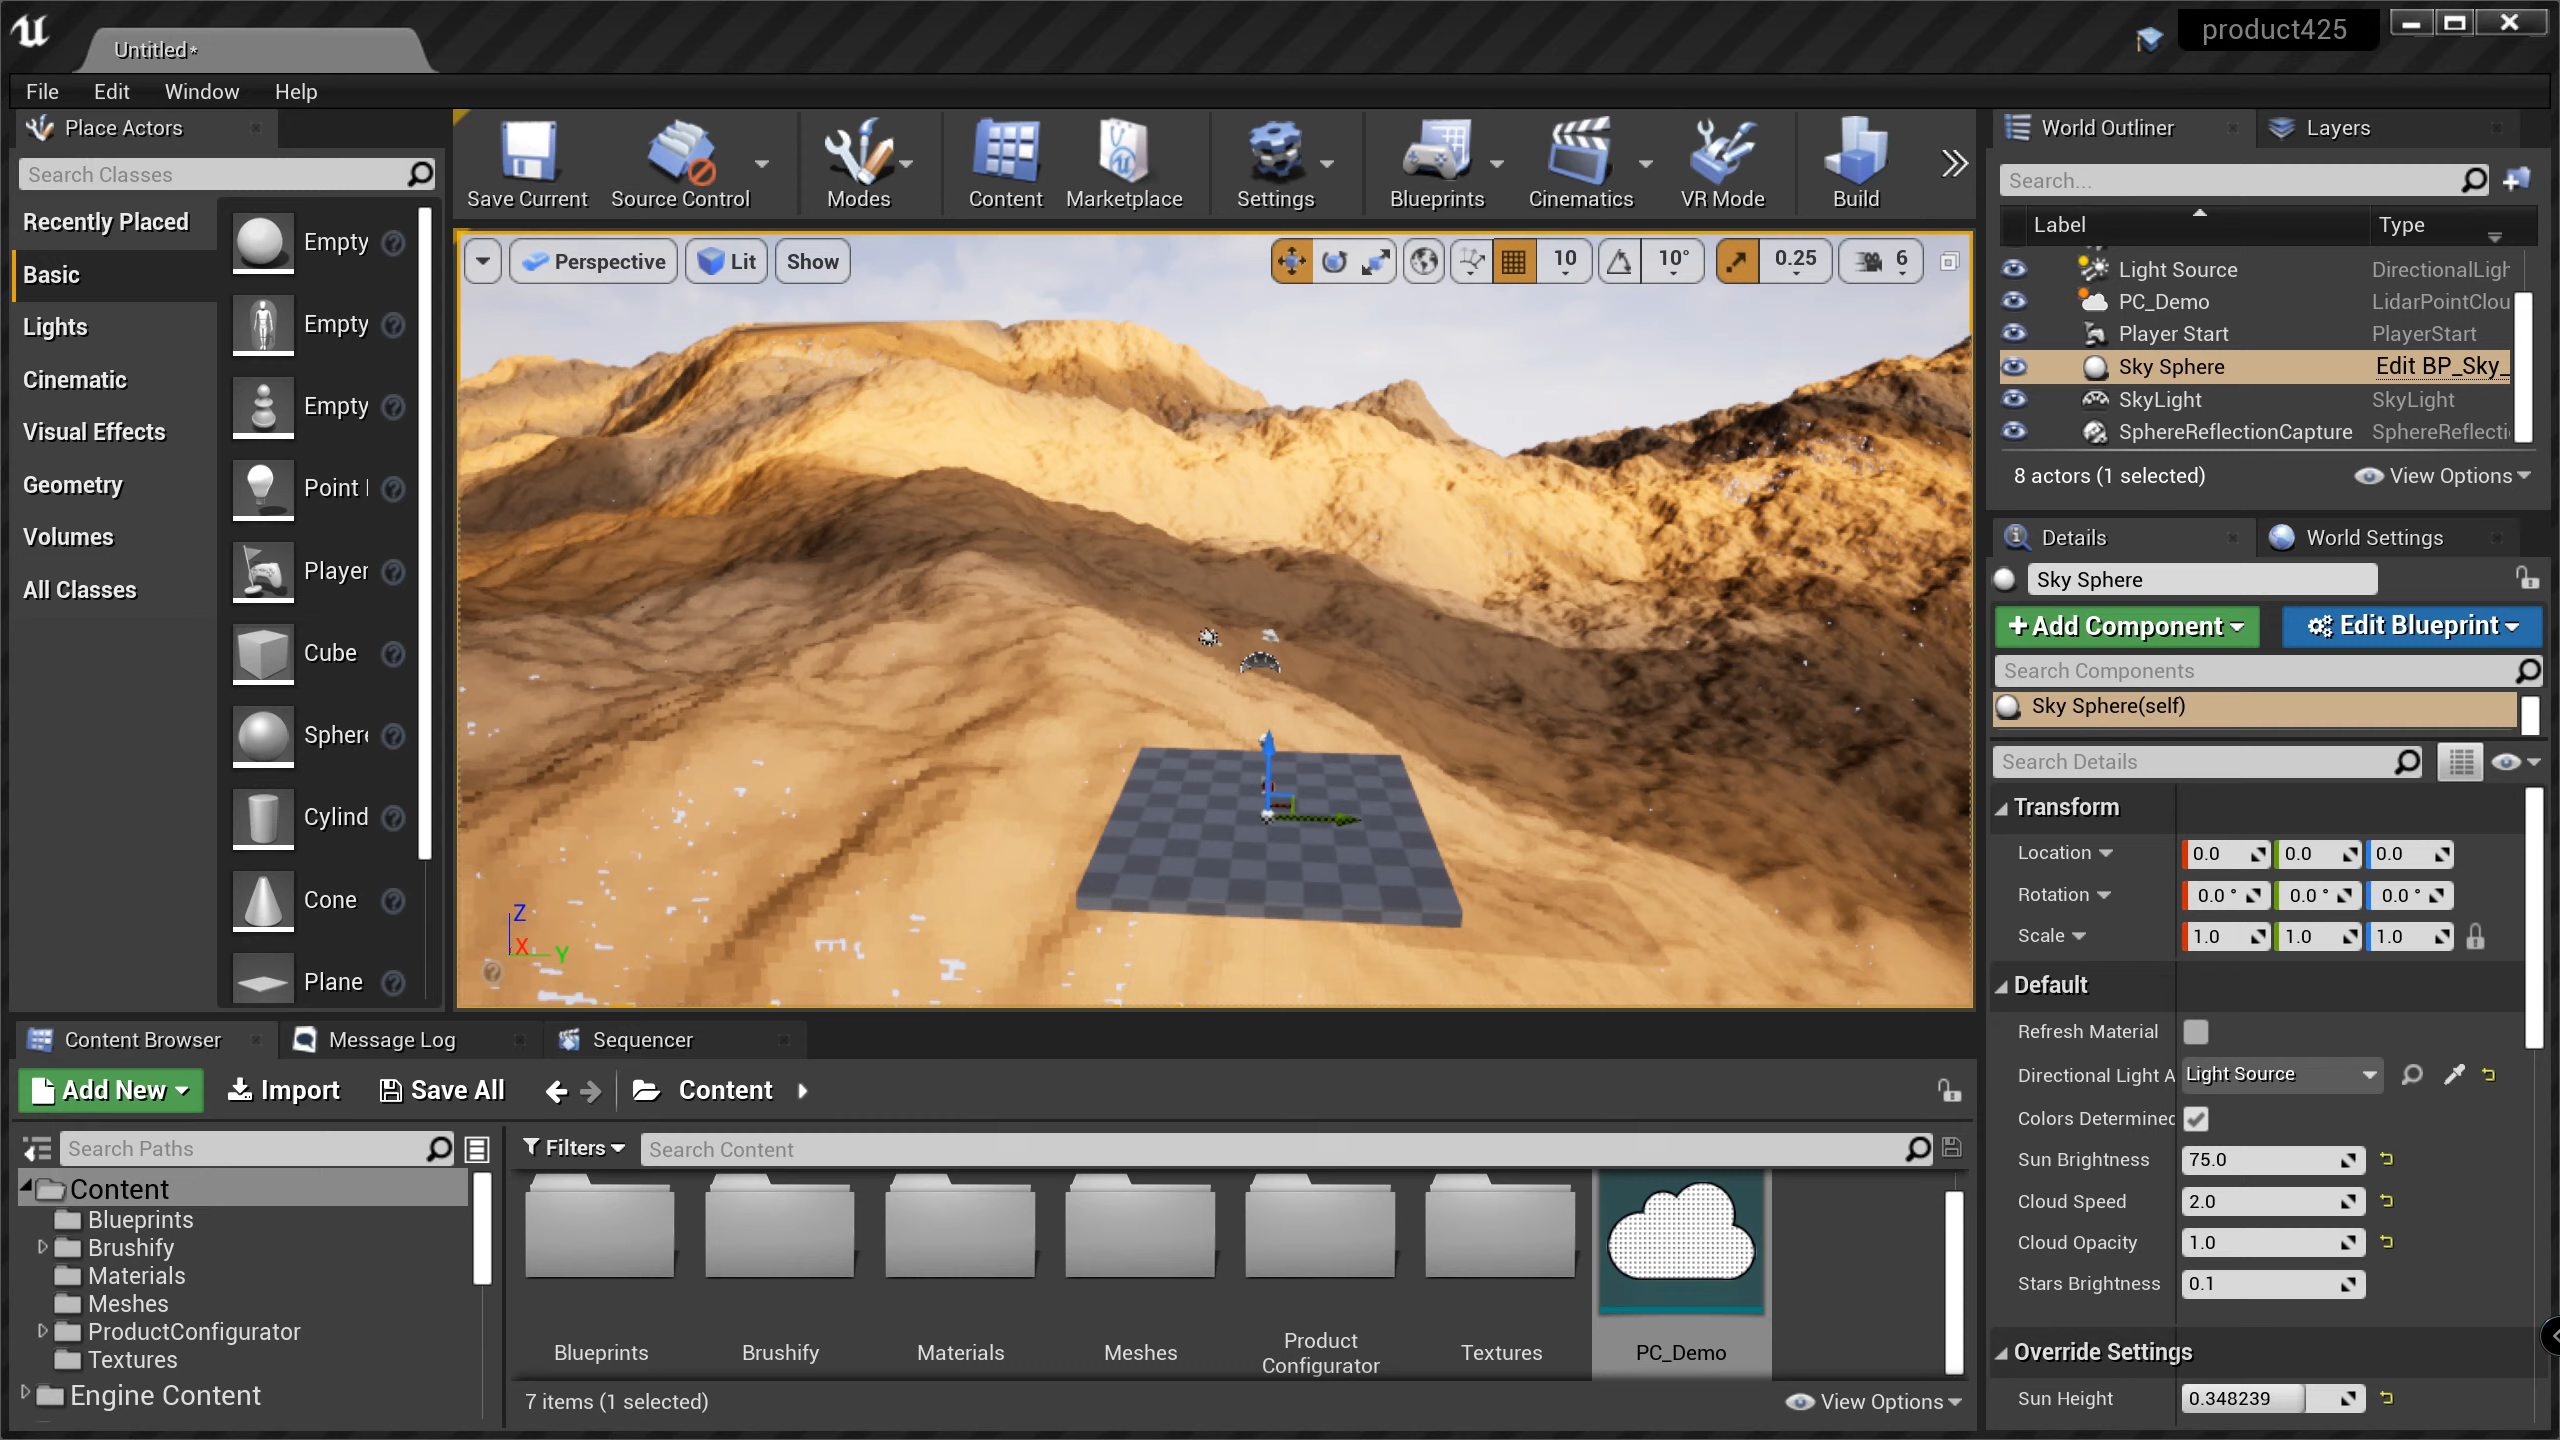 Untitled*
product425
File Edit Window Help
Place Actors
Search Classes
Recently Placed
Basic
Lights
Cinematic
Visual Effects
Geometry
Volumes
All Classes
Empty
Empty
Empty
Point
Player
Cube
Sphere
Cylind
Cone
Plane
Save Current
Source Control
Modes
Content
Marketplace
Settings
Blueprints
Cinematics
VR Mode
Build
Perspective
Lit
Show
10
10°
0.25
6
Z
X
Y
World Outliner
Layers
Search...
Label Type
Light Source DirectionalLigh
PC_Demo LidarPointClou
Player Start PlayerStart
Sky Sphere Edit BP_Sky_
SkyLight SkyLight
SphereReflectionCapture SphereReflecti
8 actors (1 selected)
View Options
Details
World Settings
Sky Sphere
+Add Component
Edit Blueprint
Search Components
Sky Sphere(self)
Search Details
Transform
Location 0.0 0.0 0.0
Rotation 0.0 ° 0.0 ° 0.0 °
Scale 1.0 1.0 1.0
Default
Refresh Material
Directional Light A Light Source
Colors Determined
Sun Brightness 75.0
Cloud Speed 2.0
Cloud Opacity 1.0
Stars Brightness 0.1
Override Settings
Sun Height 0.348239
Content Browser
Message Log
Sequencer
Add New
Import
Save All
Content
Search Paths
Filters
Search Content
Content
Blueprints
Brushify
Materials
Meshes
ProductConfigurator
Textures
Engine Content
Blueprints
Brushify
Materials
Meshes
Product
Configurator
Textures
PC_Demo
7 items (1 selected)
View Options